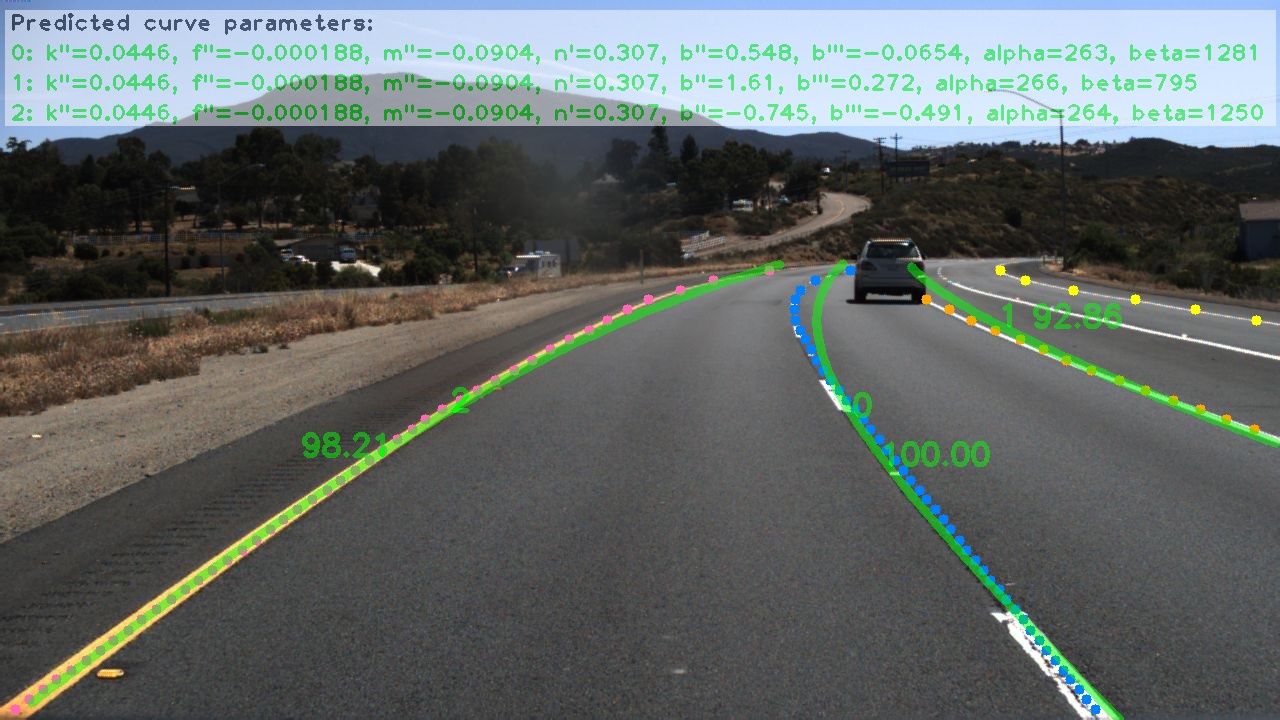 Predicted curve parameters:
0: k''=0.0446, f''=-0.000188, m''=-0.0904, n'=0.307, b''=0.548, b'''=-0.0654, alpha=263, beta=1281
1: k''=0.0446, f''=-0.000188, m''=-0.0904, n'=0.307, b''=1.61, b'''=0.272, alpha=266, beta=795
2: k''=0.0446, f''=-0.000188, m''=-0.0904, n'=0.307, b''=-0.745, b'''=-0.491, alpha=264, beta=1250
1 92.86
2
0
98.21
100.00